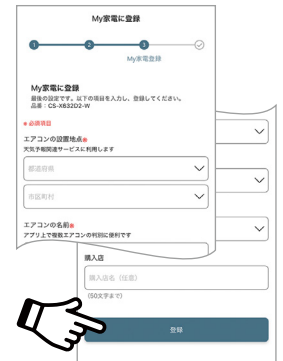 My家電に登録
1
2
3
My家電登録
My家電に登録
最後の設定です。以下の項目を入力し、登録してください。
品番：CS-X632D2-W
※ 必須項目
エアコンの設置地点※
天気予報関連サービスに利用します
都道府県
市区町村
エアコンの名前※
アプリ上で複数エアコンの判別に便利です
購入店
購入店名（任意）
(50文字まで)
登録